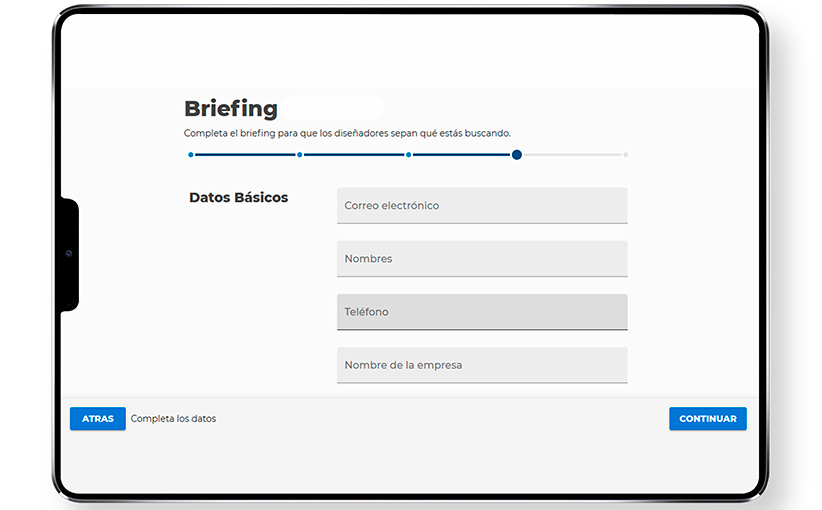 Briefing
Completa el briefing para que los diseñadores sepan qué estás buscando.
Datos Básicos
Correo electrónico
Nombres
Teléfono
Nombre de la empresa
ATRAS
Completa los datos
CONTINUAR